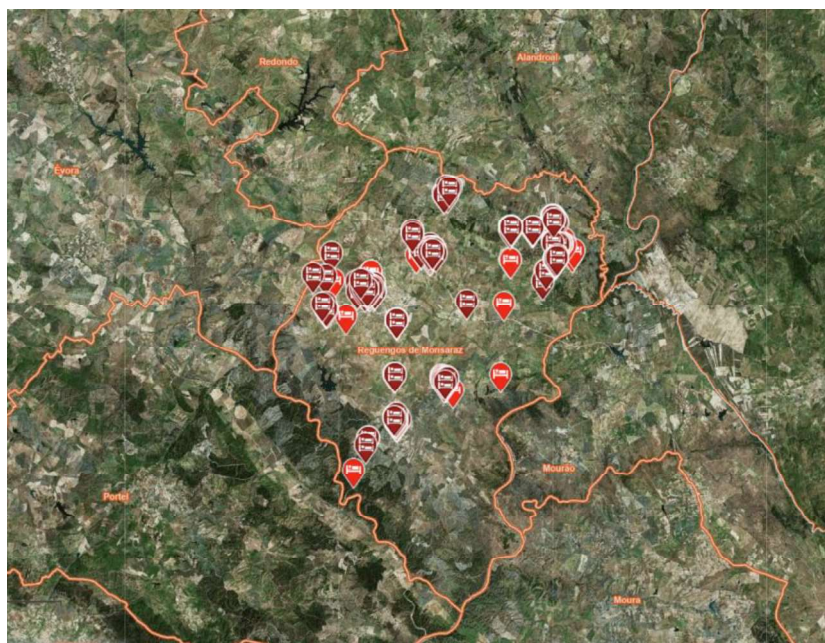 Redondo
Alandroal
Évora
Reguengos de Monsaraz
Mourão
Portel
Moura